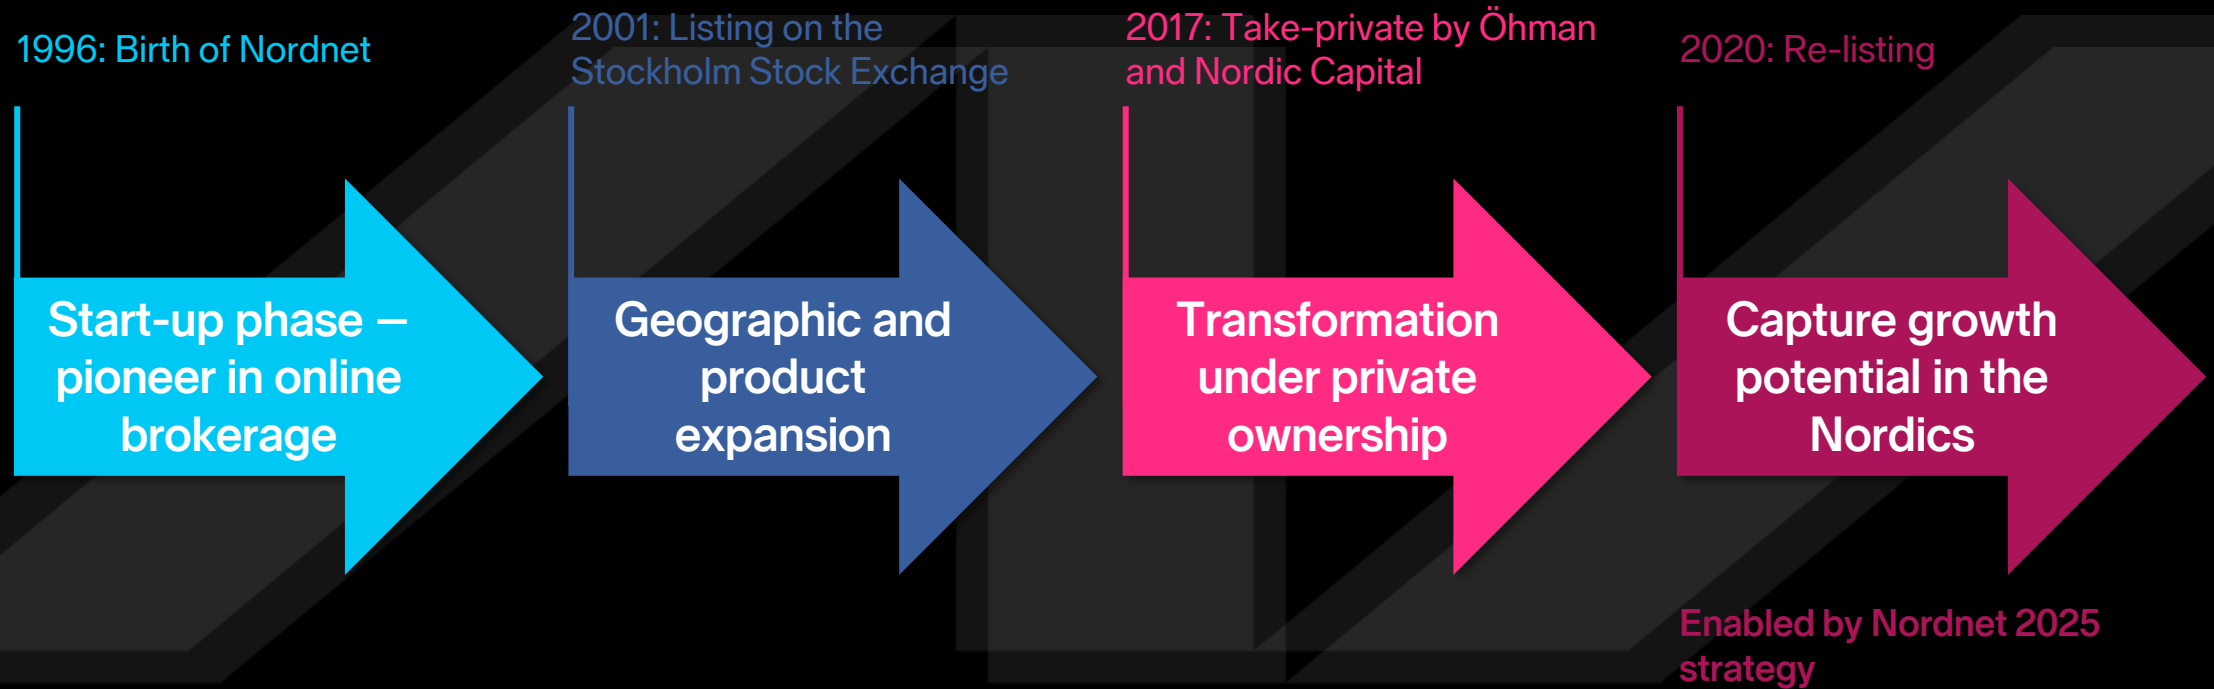 1996: Birth of Nordnet
2001: Listing on the
Stockholm Stock Exchange
2017: Take-private by Öhman
and Nordic Capital
2020: Re-listing
Start-up phase –
pioneer in online
brokerage
Geographic and
product
expansion
Transformation
under private
ownership
Capture growth
potential in the
Nordics
Enabled by Nordnet 2025
strategy